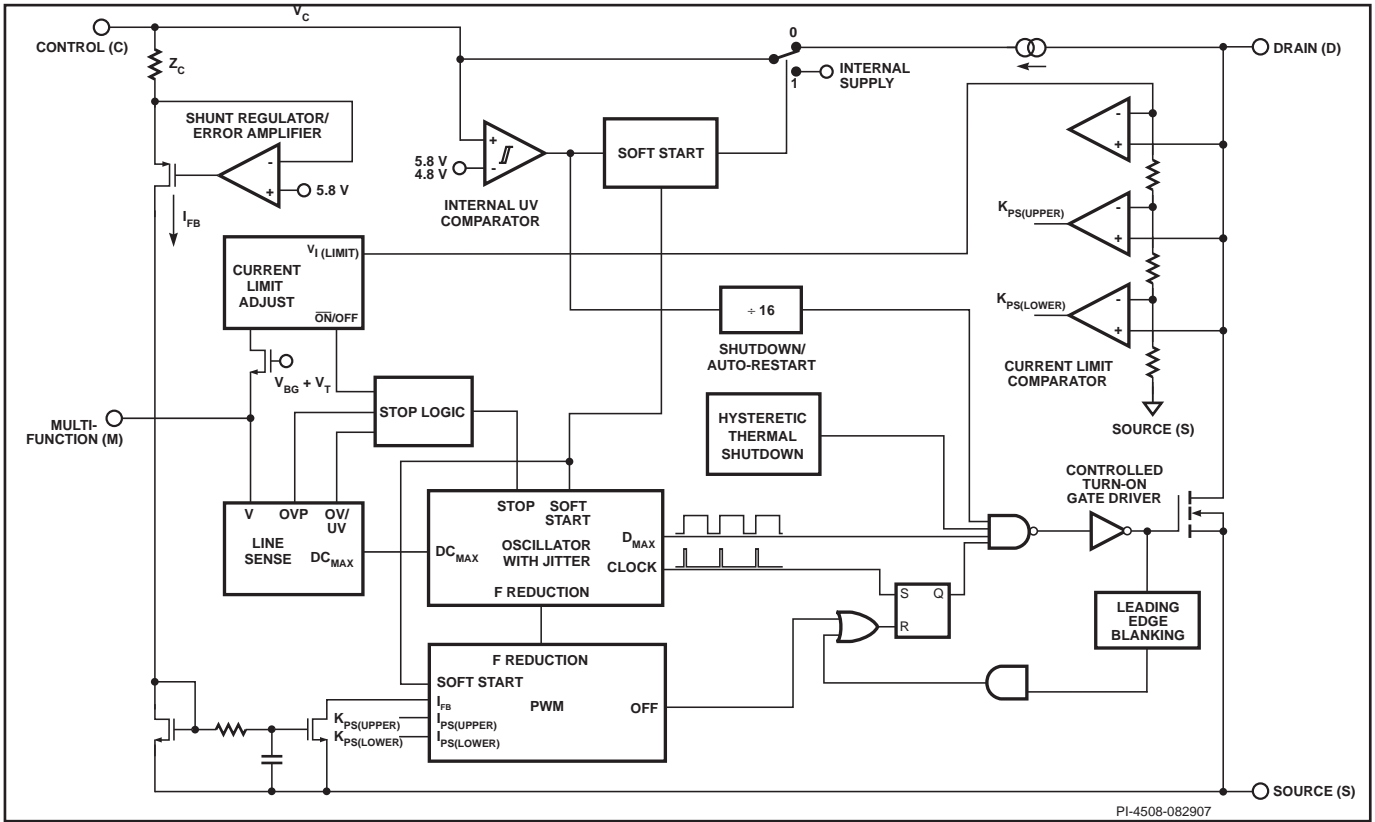 V_C
CONTROL (C)
Z_C
0
DRAIN (D)
1
INTERNAL
SUPPLY
SHUNT REGULATOR/
ERROR AMPLIFIER
-
+
5.8 V
I_FB
+
-
5.8 V
4.8 V
INTERNAL UV
COMPARATOR
SOFT START
-
+
K_PS(UPPER)
-
+
K_PS(LOWER)
-
+
CURRENT LIMIT
COMPARATOR
SOURCE (S)
V_I (LIMIT)
CURRENT
LIMIT
ADJUST
O̅N̅/OFF
V_BG + V_T
÷ 16
SHUTDOWN/
AUTO-RESTART
MULTI-
FUNCTION (M)
STOP LOGIC
HYSTERETIC
THERMAL
SHUTDOWN
CONTROLLED
TURN-ON
GATE DRIVER
V
OVP
OV/
UV
LINE
SENSE
DC_MAX
STOP
SOFT
START
DC_MAX
OSCILLATOR
WITH JITTER
D_MAX
CLOCK
F REDUCTION
S
Q
R
LEADING
EDGE
BLANKING
F REDUCTION
SOFT START
PWM
OFF
I_FB
K_PS(UPPER)
I_PS(UPPER)
K_PS(LOWER)
I_PS(LOWER)
SOURCE (S)
PI-4508-082907